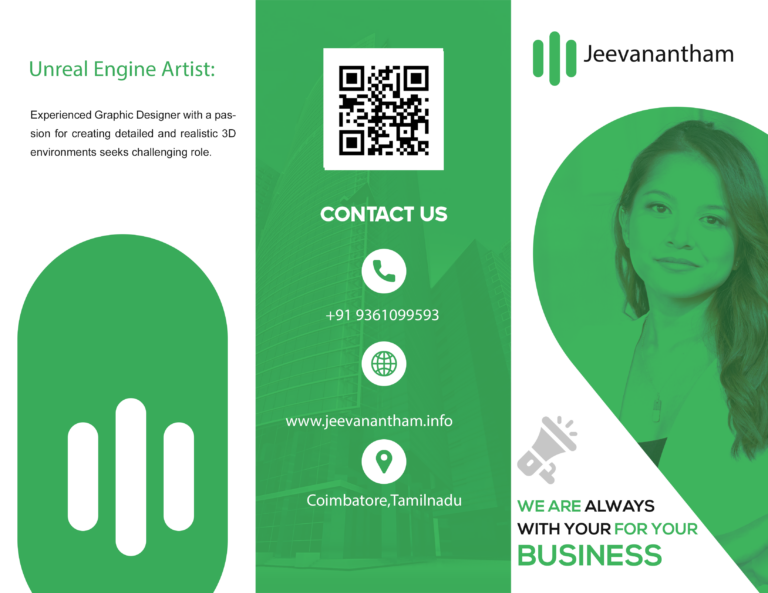 Unreal Engine Artist:
Experienced Graphic Designer with a pas-
sion for creating detailed and realistic 3D
environments seeks challenging role.
CONTACT US
+91 9361099593
www.jeevanantham.info
Coimbatore,Tamilnadu
Jeevanantham
WE ARE ALWAYS
WITH YOUR FOR YOUR
BUSINESS